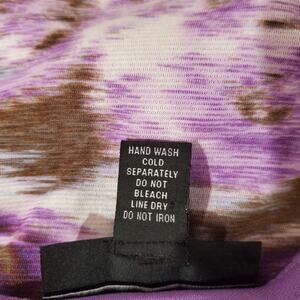 HAND WASH
COLD
SEPARATELY
DO NOT
BLEACH
LINE DRY
DO NOT IRON